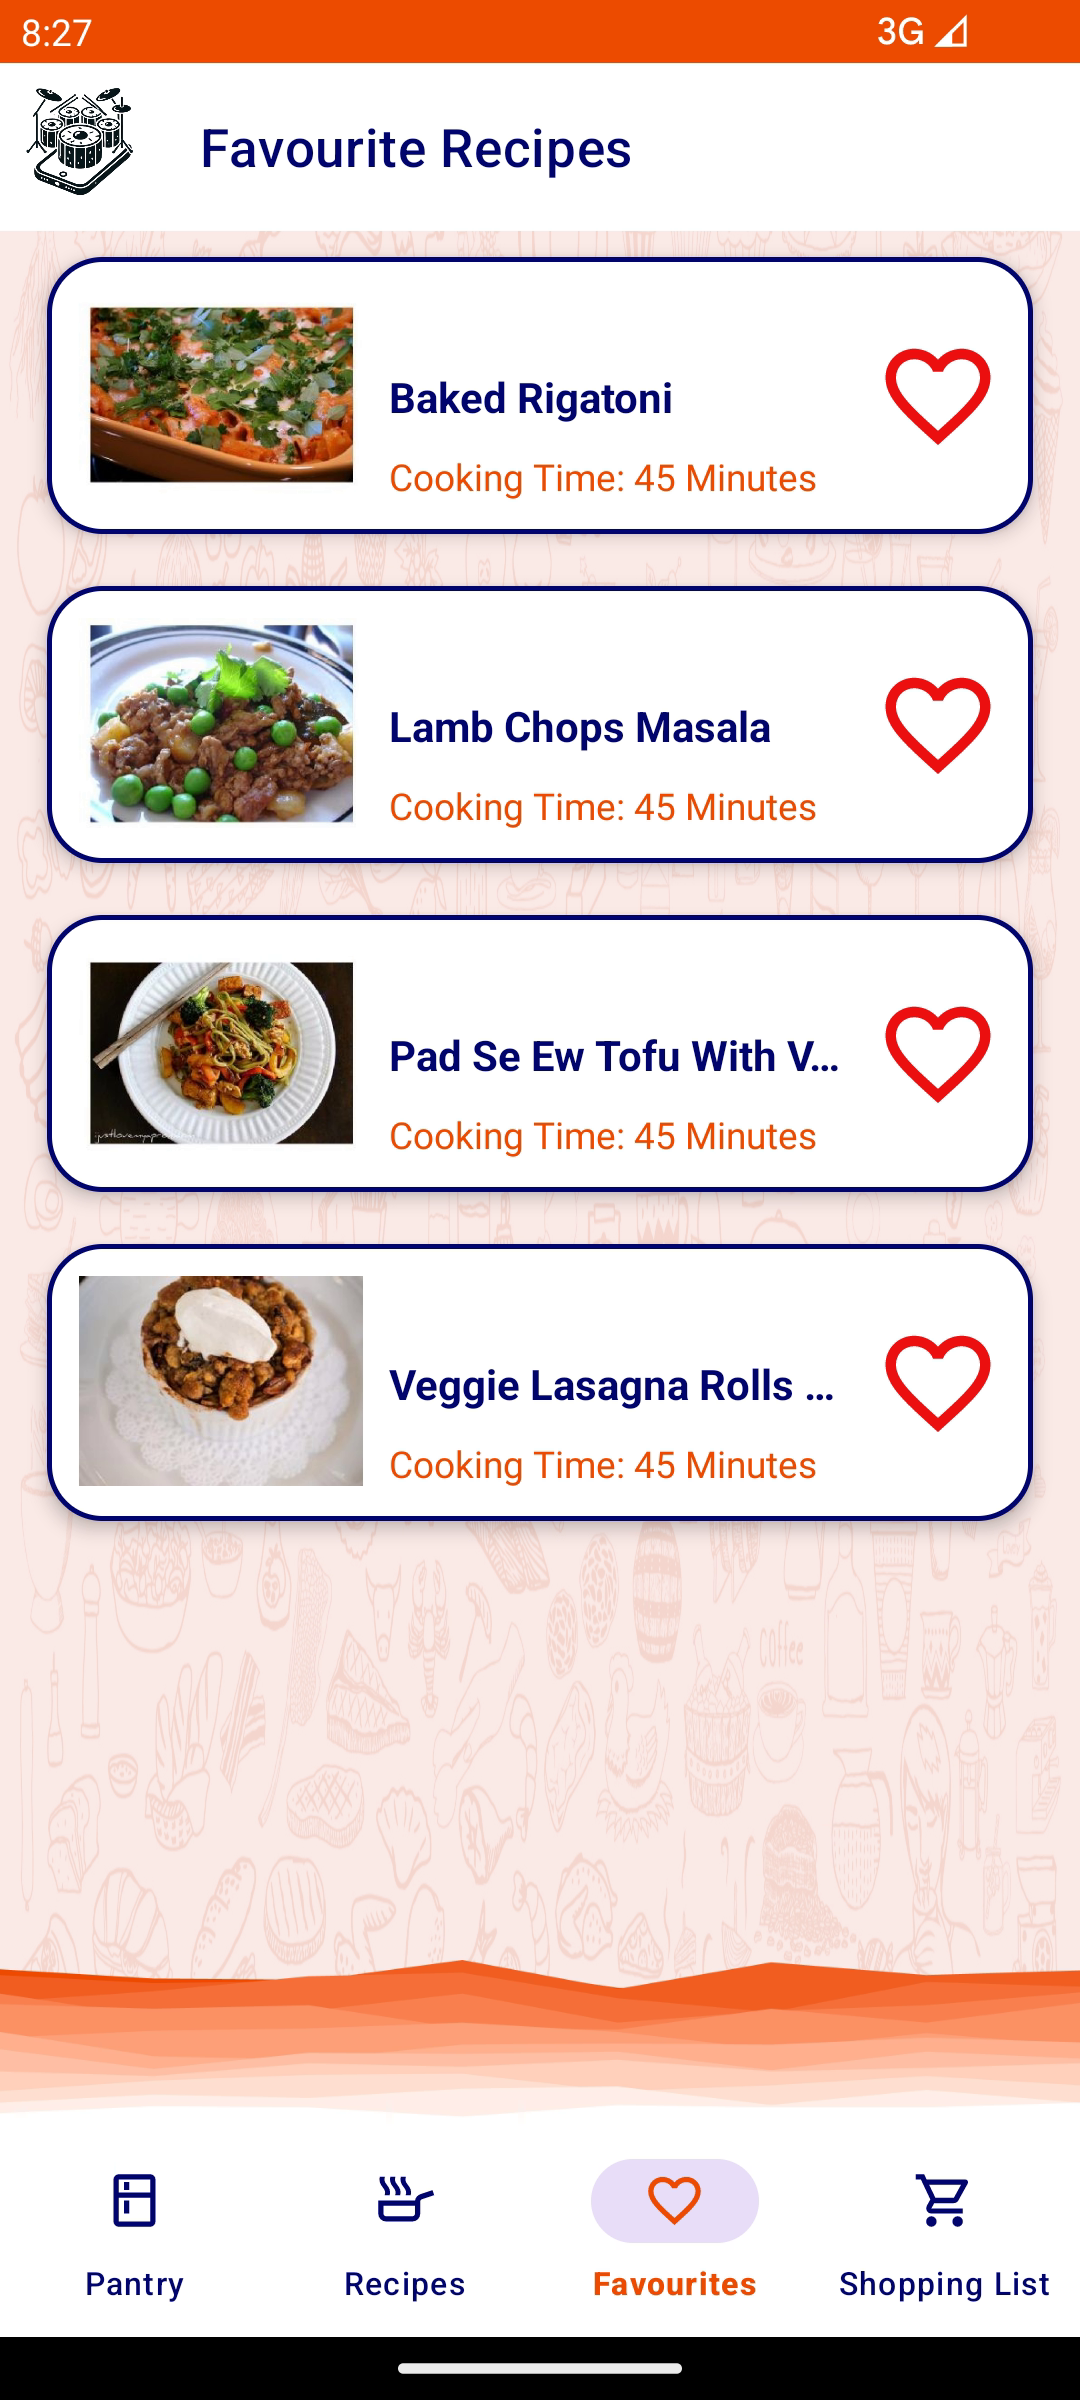 8:27
3G
Favourite Recipes
Baked Rigatoni
Cooking Time: 45 Minutes
Lamb Chops Masala
Cooking Time: 45 Minutes
Pad Se Ew Tofu With V...
Cooking Time: 45 Minutes
Veggie Lasagna Rolls ...
Cooking Time: 45 Minutes
coffee
Pantry
Recipes
Favourites
Shopping List